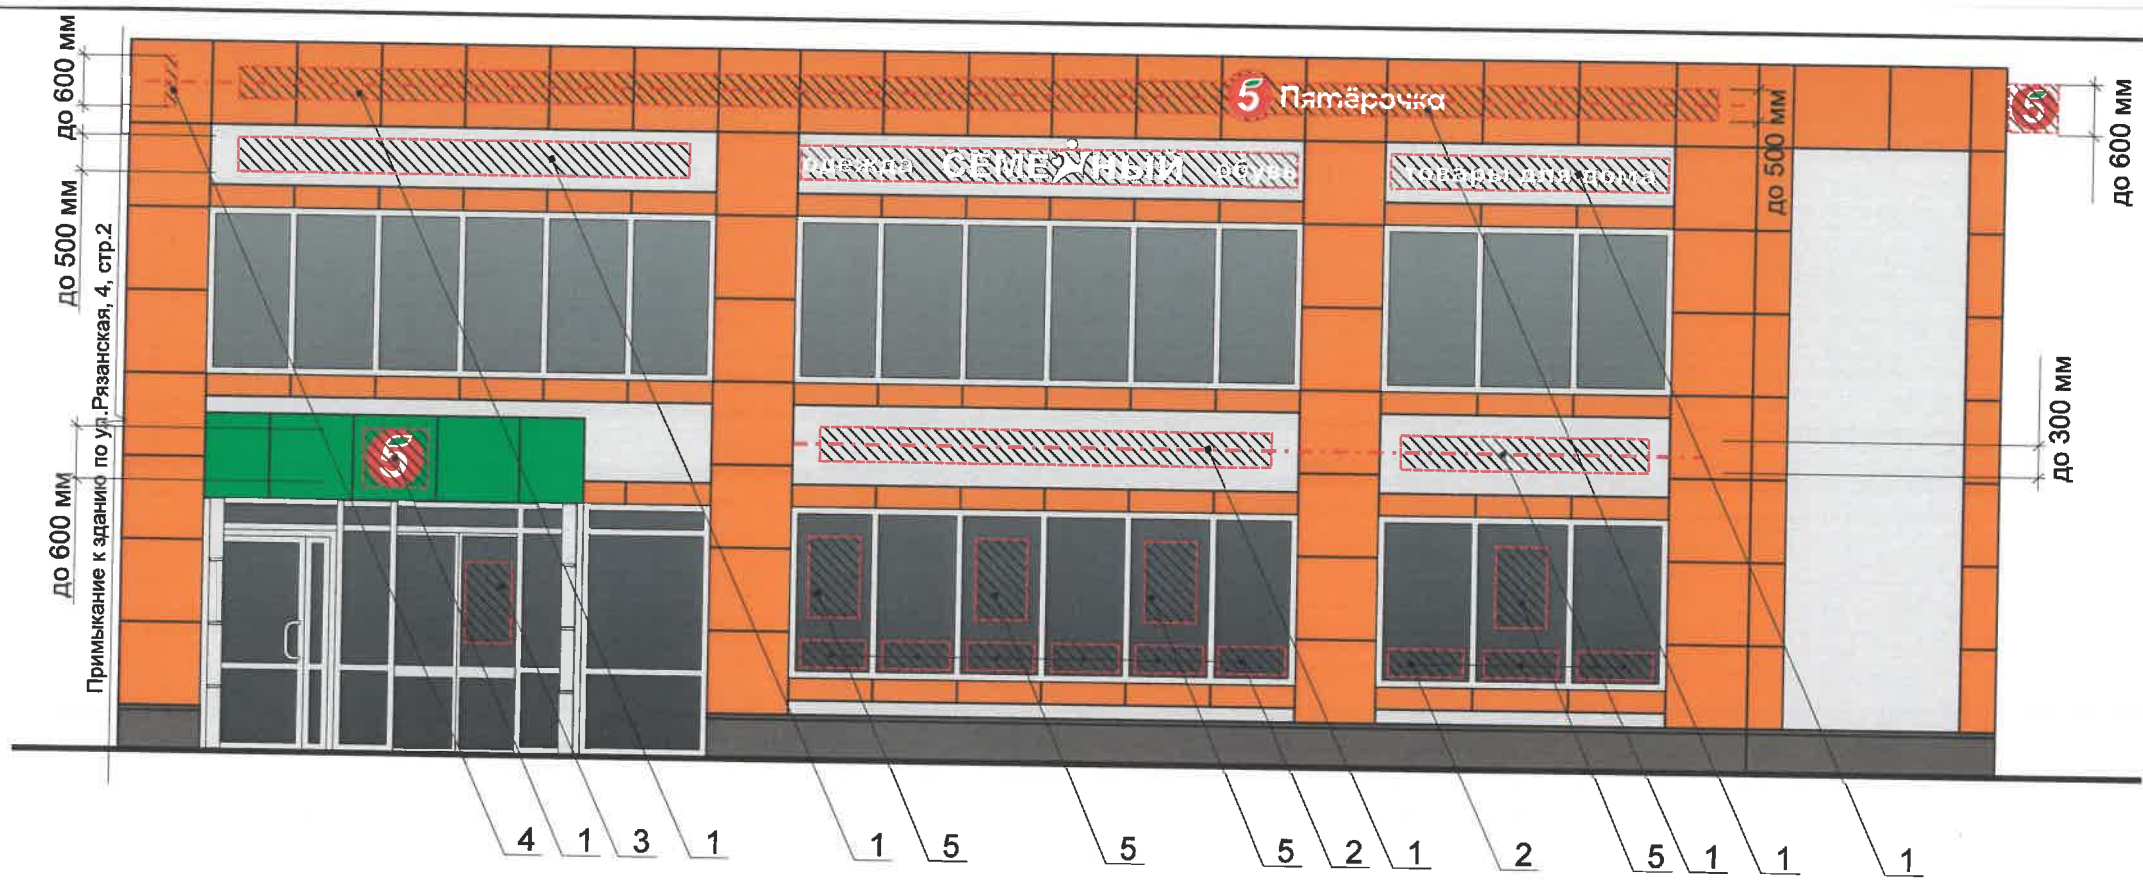 до 600 мм
до 500 мм
Примыкание к зданию по ул.Рязанская, 4, стр.2
до 600 мм
5 Пятёрочка
5
до 500 мм
до 600 мм
одежда СЕМЕЙНЫЙ обувь
товары для дома
5
до 300 мм
4 1 3 1 1 5 5 5 2 1 2 5 1 1 1